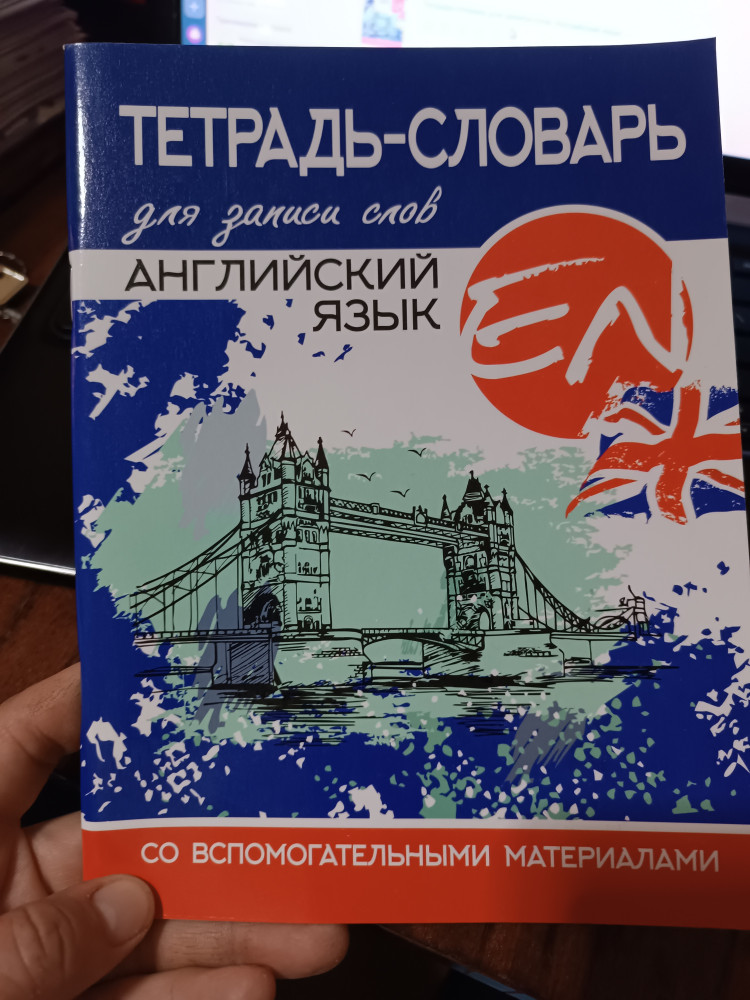 ТЕТРАДЬ-СЛОВАРЬ
для записи слов
АНГЛИЙСКИЙ
ЯЗЫК
EN
СО ВСПОМОГАТЕЛЬНЫМИ МАТЕРИАЛАМИ